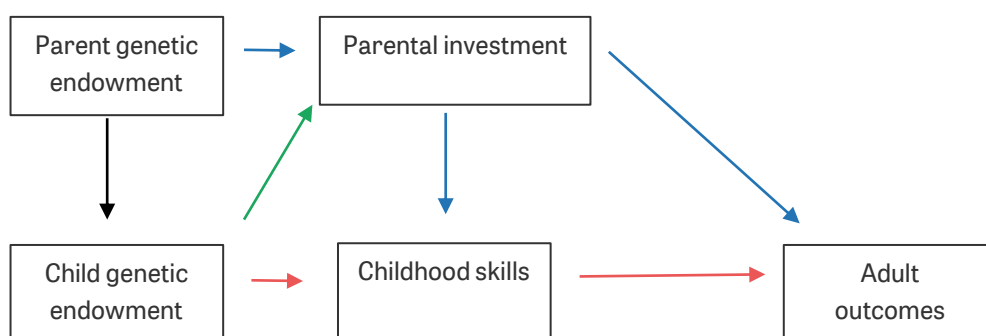 Parent genetic
endowment
Parental investment
Child genetic
endowment
Childhood skills
Adult
outcomes